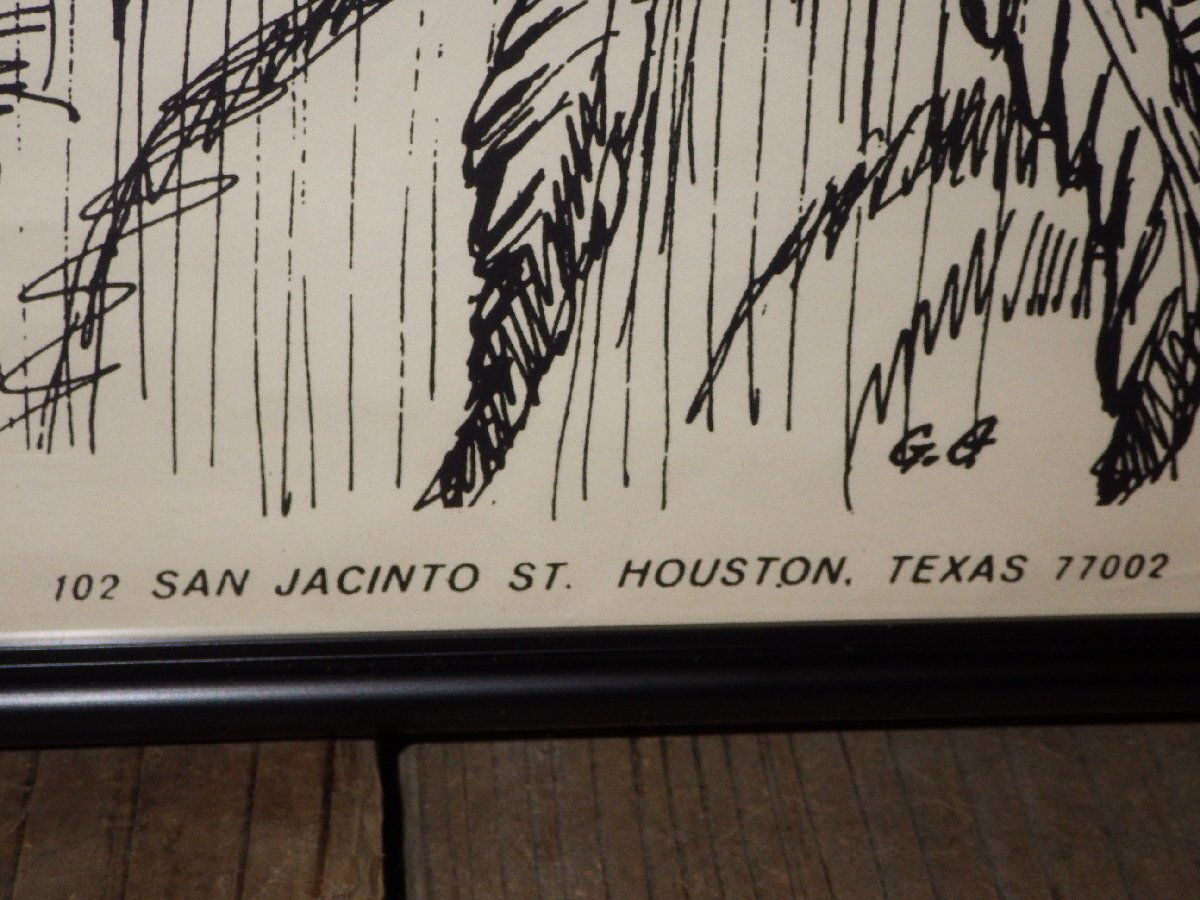 G. G
102 SAN JACINTO ST. HOUSTON, TEXAS 77002